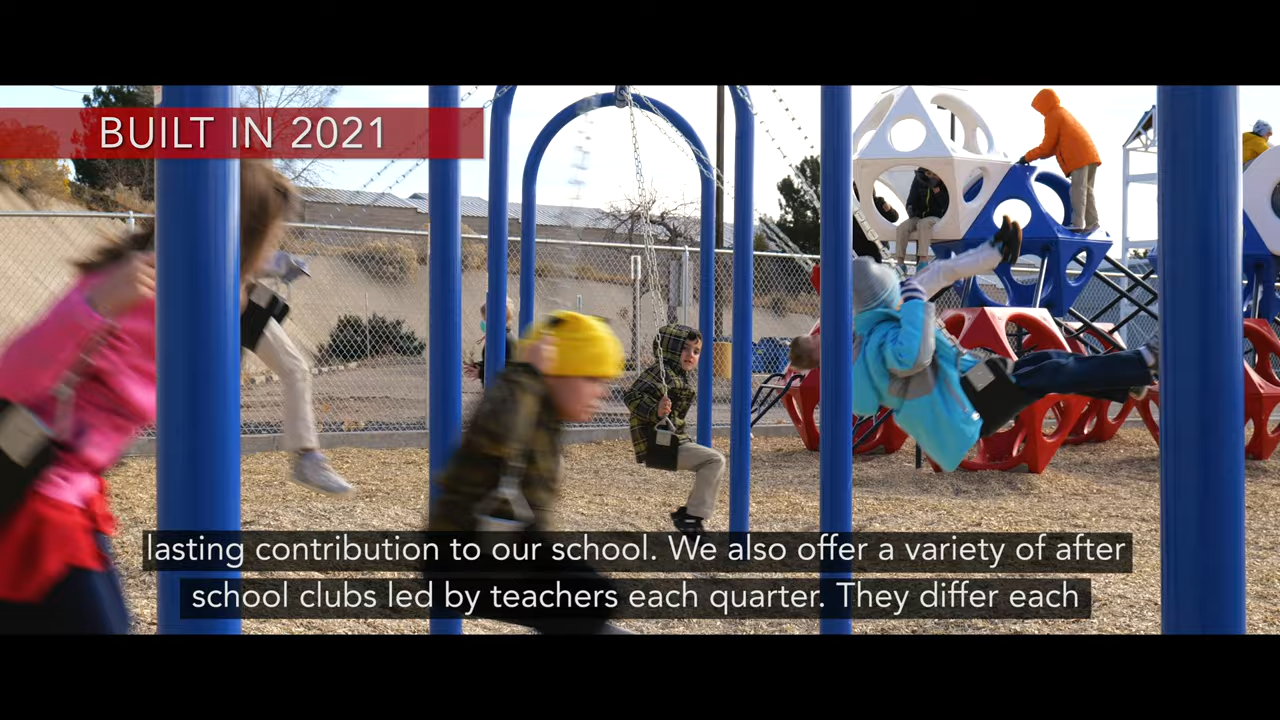 BUILT IN 2021
lasting contribution to our school. We also offer a variety of after
school clubs led by teachers each quarter. They differ each